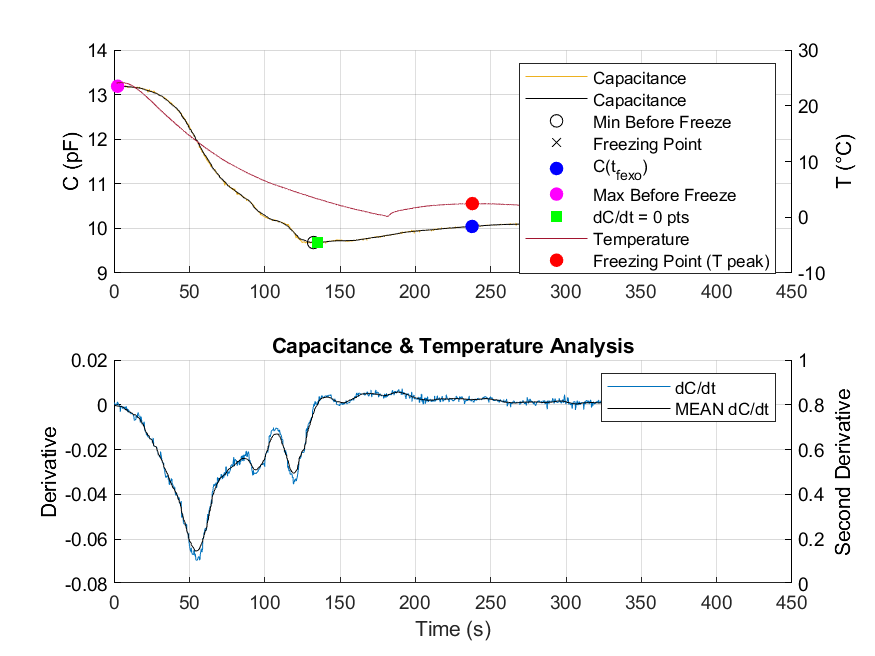 14
13
12
11
10
9
C (pF)
30
20
10
0
-10
T (°C)
Capacitance
Capacitance
Min Before Freeze
Freezing Point
C(t_fexo)
Max Before Freeze
dC/dt = 0 pts
Temperature
Freezing Point (T peak)
0 50 100 150 200 250 300 350 400 450
Capacitance & Temperature Analysis
0.02
0
-0.02
-0.04
-0.06
-0.08
Derivative
1
0.8
0.6
0.4
0.2
0
Second Derivative
dC/dt
MEAN dC/dt
0 50 100 150 200 250 300 350 400 450
Time (s)